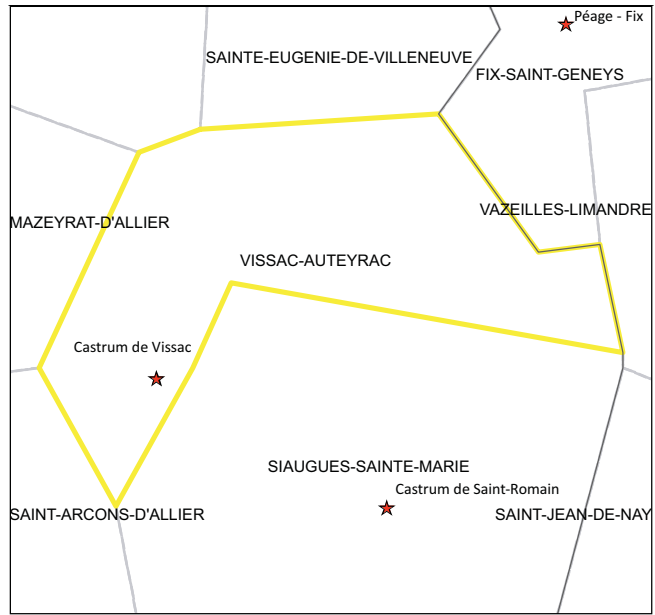 Péage - Fix
SAINTE-EUGENIE-DE-VILLENEUVE
FIX-SAINT-GENEYS
MAZEYRAT-D'ALLIER
VAZEILLES-LIMANDRE
VISSAC-AUTEYRAC
Castrum de Vissac
SIAUGUES-SAINTE-MARIE
Castrum de Saint-Romain
SAINT-ARCONS-D'ALLIER
SAINT-JEAN-DE-NAY